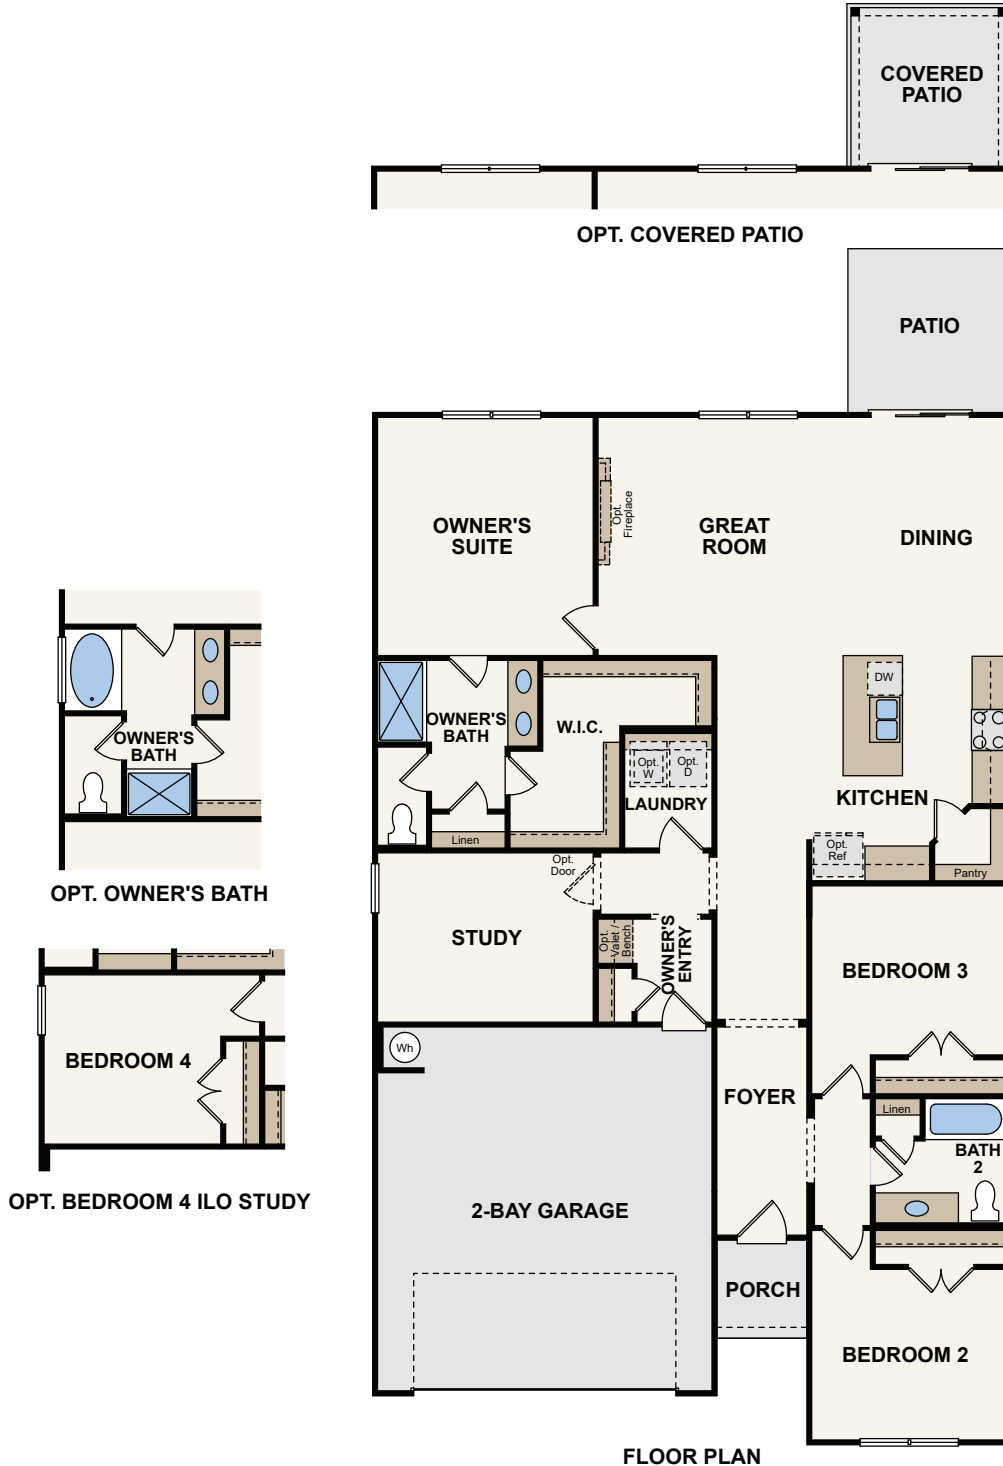 COVERED
PATIO
OPT. COVERED PATIO
PATIO
OWNER'S
SUITE
Opt.
Fireplace
GREAT
ROOM
DINING
OWNER'S
BATH
OPT. OWNER'S BATH
OWNER'S
BATH
W.I.C.
Linen
Opt.
W
Opt.
D
LAUNDRY
DW
KITCHEN
Opt.
Ref
Pantry
Opt.
Door
STUDY
Opt.
Valet /
Bench
OWNER'S
ENTRY
BEDROOM 3
BEDROOM 4
OPT. BEDROOM 4 ILO STUDY
Wh
FOYER
Linen
BATH
2
2-BAY GARAGE
PORCH
BEDROOM 2
FLOOR PLAN